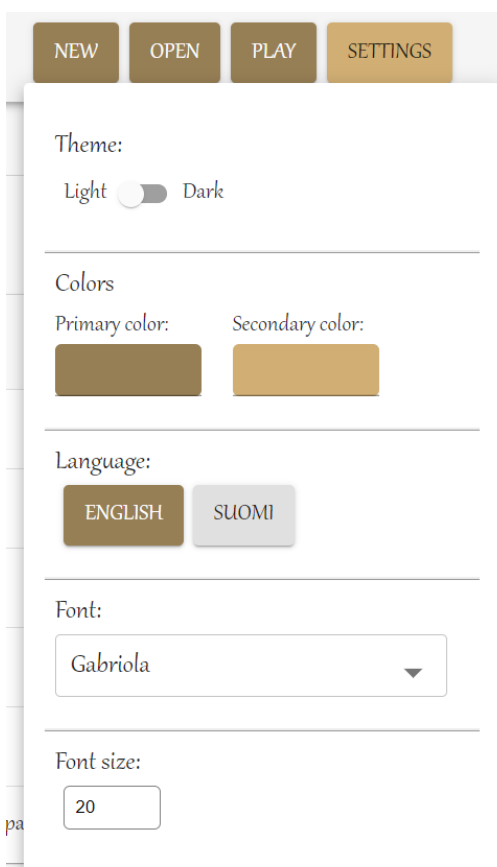 NEW OPEN PLAY SETTINGS
Theme:
Light Dark
Colors
Primary color: Secondary color:
Language:
ENGLISH SUOMI
Font:
Gabriola
Font size:
20
pa